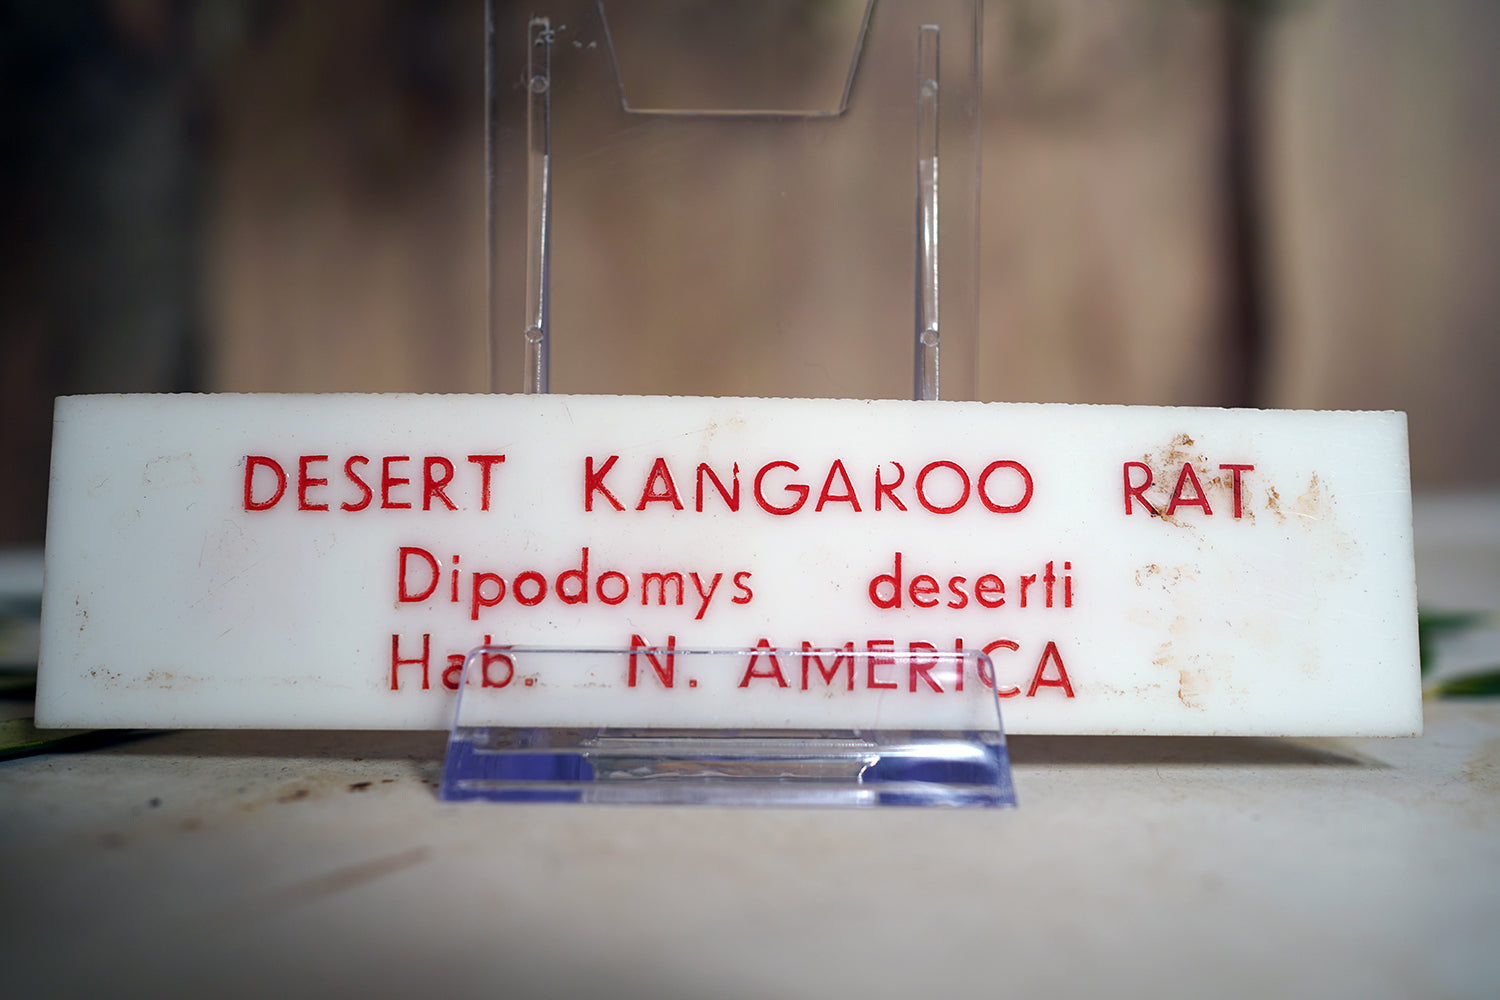 DESERT KANGAROO RAT
Dipodomys deserti
Hab. N. AMERICA